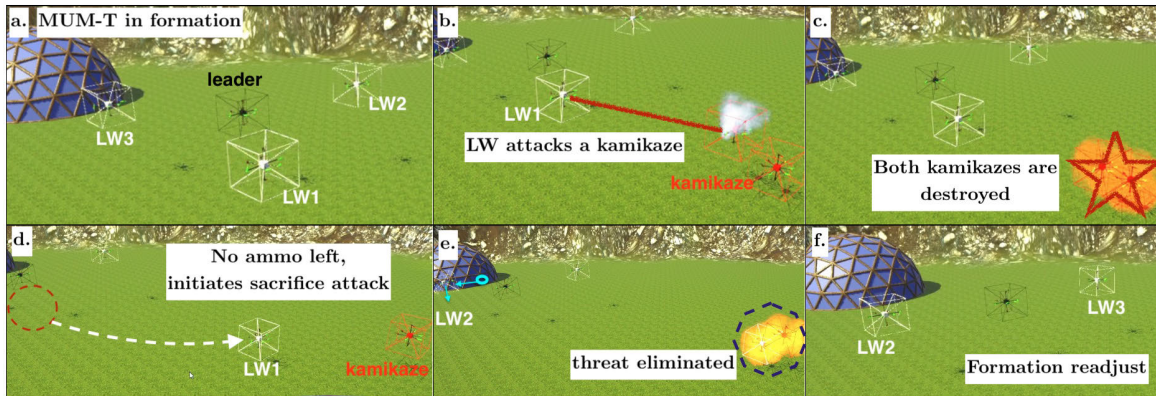 a. MUM-T in formation
leader
LW3
LW2
LW1
b.
LW1
LW attacks a kamikaze
kamikaze
c.
Both kamikazes are
destroyed
d.
No ammo left,
initiates sacrifice attack
LW1
kamikaze
e.
LW2
threat eliminated
f.
LW3
LW2
Formation readjust